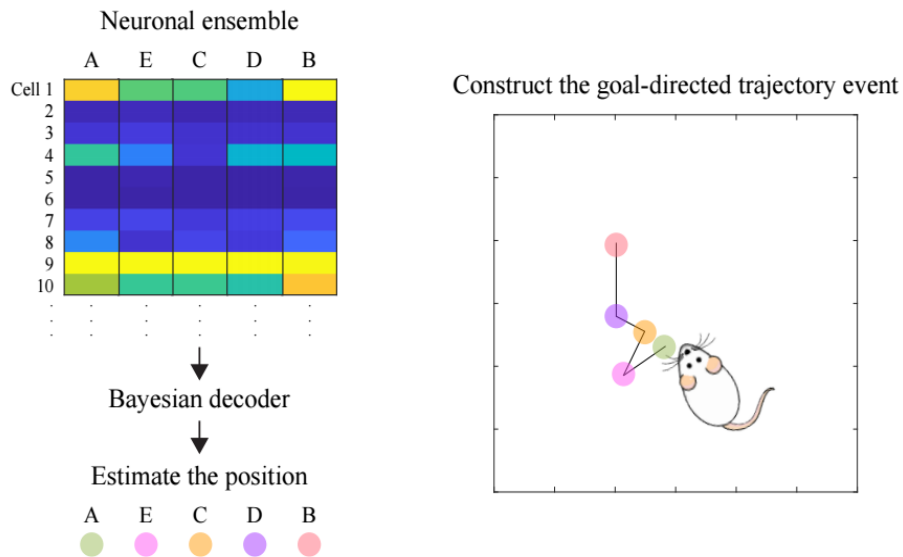 Neuronal ensemble
A E C D B
Cell 1
2
3
4
5
6
7
8
9
10
Bayesian decoder
Estimate the position
A E C D B
Construct the goal-directed trajectory event